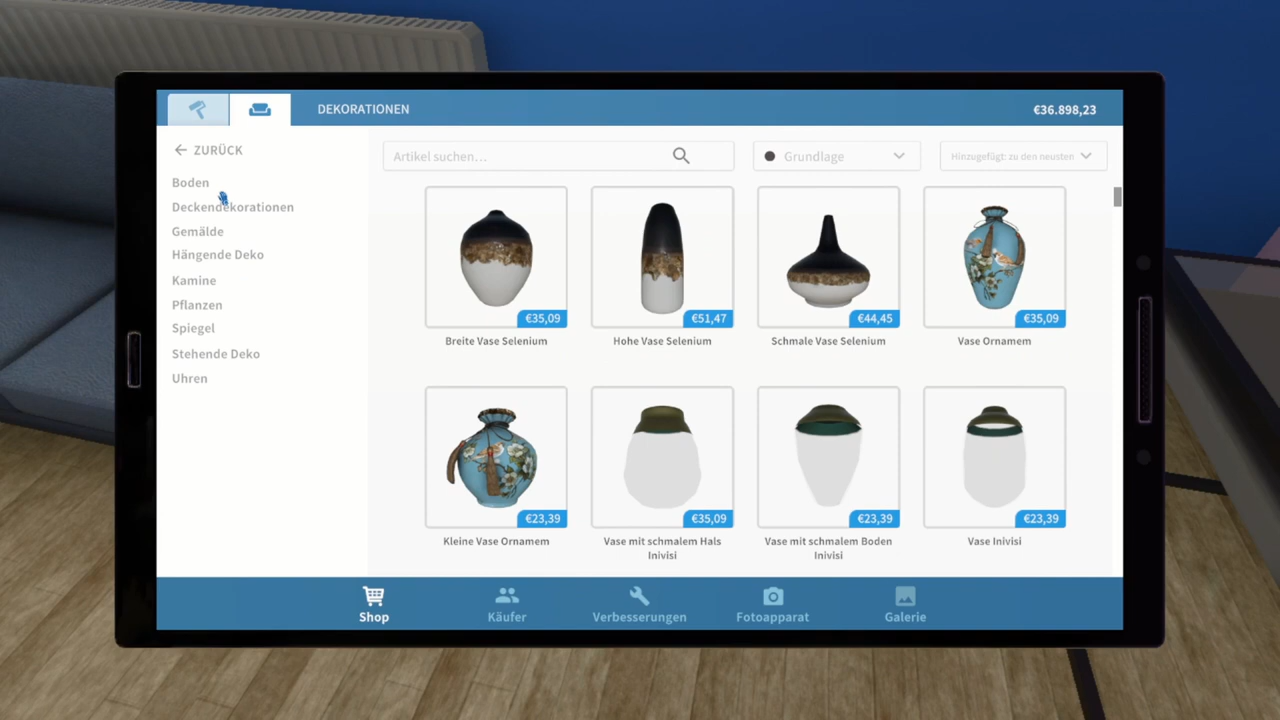 DEKORATIONEN
€36.898,23
ZURÜCK
Artikel suchen...
Grundlage
Hinzugefügt: zu den neusten
Boden
Deckendekorationen
Gemälde
Hängende Deko
Kamine
Pflanzen
Spiegel
Stehende Deko
Uhren
€35,09
€51,47
€44,45
€35,09
Breite Vase Selenium
Hohe Vase Selenium
Schmale Vase Selenium
Vase Ornamem
€23,39
€35,09
€23,39
€23,39
Kleine Vase Ornamem
Vase mit schmalem Hals
Inivisi
Vase mit schmalem Boden
Inivisi
Vase Inivisi
Shop
Käufer
Verbesserungen
Fotoapparat
Galerie